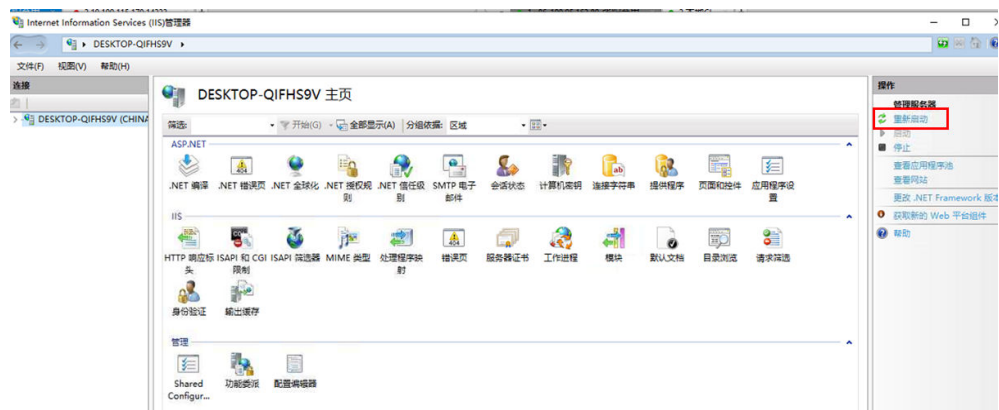 Internet Information Services (IIS)管理器
DESKTOP-QIFHS9V
文件(F) 视图(V) 帮助(H)
连接
DESKTOP-QIFHS9V (CHINA
DESKTOP-QIFHS9V 主页
筛选: 开始(G) 全部显示(A) 分组依据: 区域
ASP.NET
.NET 编译 .NET 错误页 .NET 全球化 .NET 授权规则 .NET 信任级别 SMTP 电子邮件 会话状态 计算机密钥 连接字符串 提供程序 页面和控件 应用程序设置
IIS
HTTP 响应标头 ISAPI 和 CGI 限制 ISAPI 筛选器 MIME 类型 处理程序映射 错误页 服务器证书 工作进程 模块 默认文档 目录浏览 请求筛选
身份验证 输出缓存
管理
Shared Configur... 功能委派 配置编辑器
操作
管理服务器
重新启动
启动
停止
查看应用程序池
查看网站
更改 .NET Framework 版本
获取新的 Web 平台组件
帮助